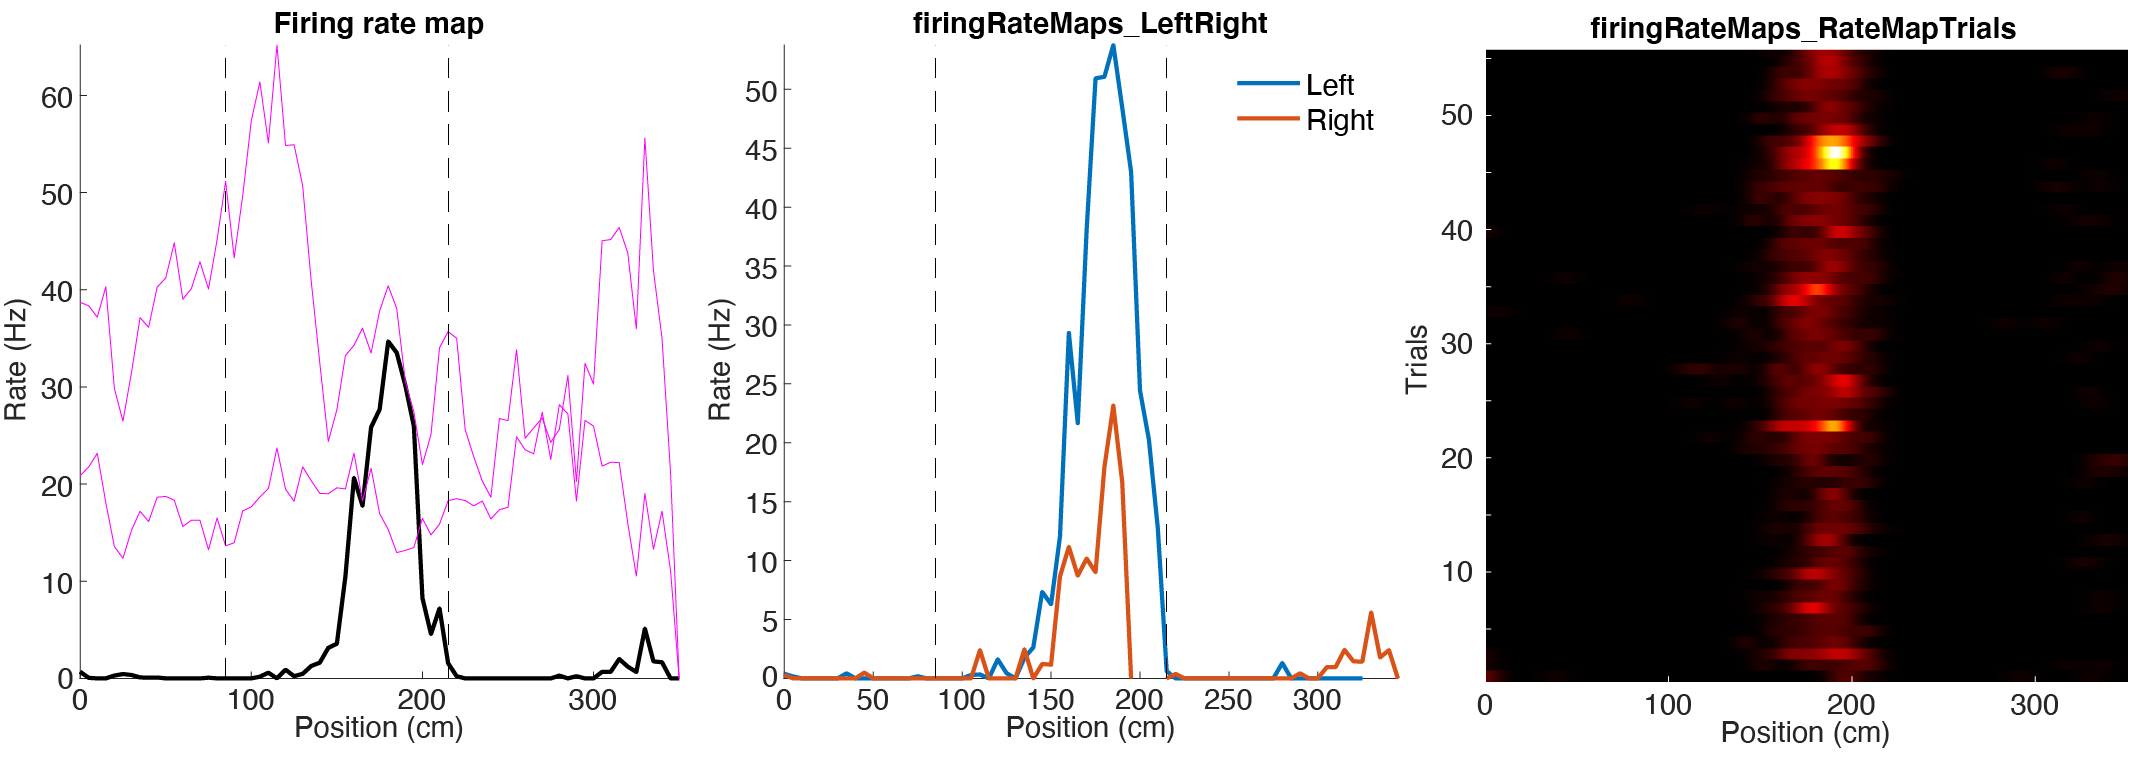 Firing rate map
60
50
40
30
20
10
0
Rate (Hz)
0 100 200 300
Position (cm)
firingRateMaps_LeftRight
Left
Right
50
45
40
35
30
25
20
15
10
5
0
Rate (Hz)
0 50 100 150 200 250 300
Position (cm)
firingRateMaps_RateMapTrials
50
40
30
20
10
Trials
0 100 200 300
Position (cm)